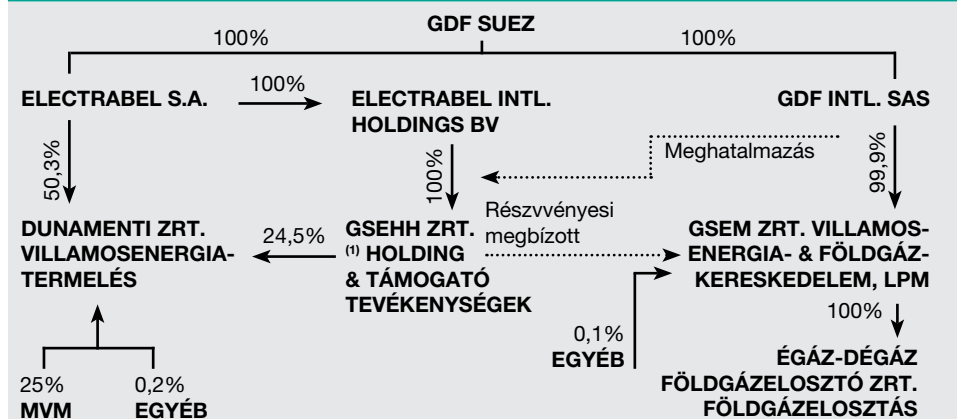 GDF SUEZ
100%
100%
ELECTRABEL S.A.
100%
ELECTRABEL INTL.
HOLDINGS BV
GDF INTL. SAS
50,3%
100%
Meghatalmazás
99,9%
DUNAMENTI ZRT.
VILLAMOSENERGIA-
TERMELÉS
24,5%
GSEHH ZRT.
(1) HOLDING
& TÁMOGATÓ
TEVÉKENYSÉGEK
Részvvényesi
megbízott
GSEM ZRT. VILLAMOS-
ENERGIA- & FÖLDGÁZ-
KERESKEDELEM, LPM
100%
0,1%
EGYÉB
ÉGÁZ-DÉGÁZ
FÖLDGÁZELOSTÓ ZRT.
FÖLDGÁZELOSZTÁS
25%
MVM
0,2%
EGYÉB